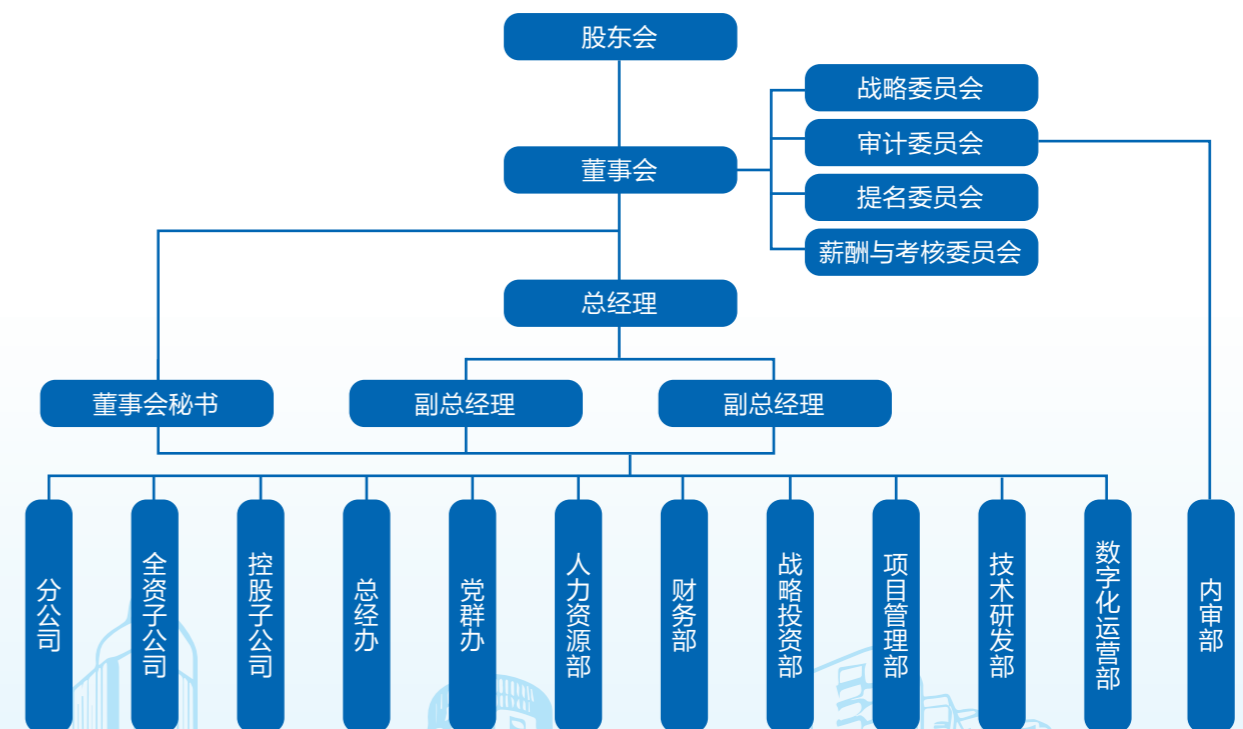 股东会
战略委员会
审计委员会
董事会
提名委员会
薪酬与考核委员会
总经理
董事会秘书
副总经理
副总经理
分公司
全资子公司
控股子公司
总经办
党群办
人力资源部
财务部
战略投资部
项目管理部
技术研发部
数字化运营部
内审部